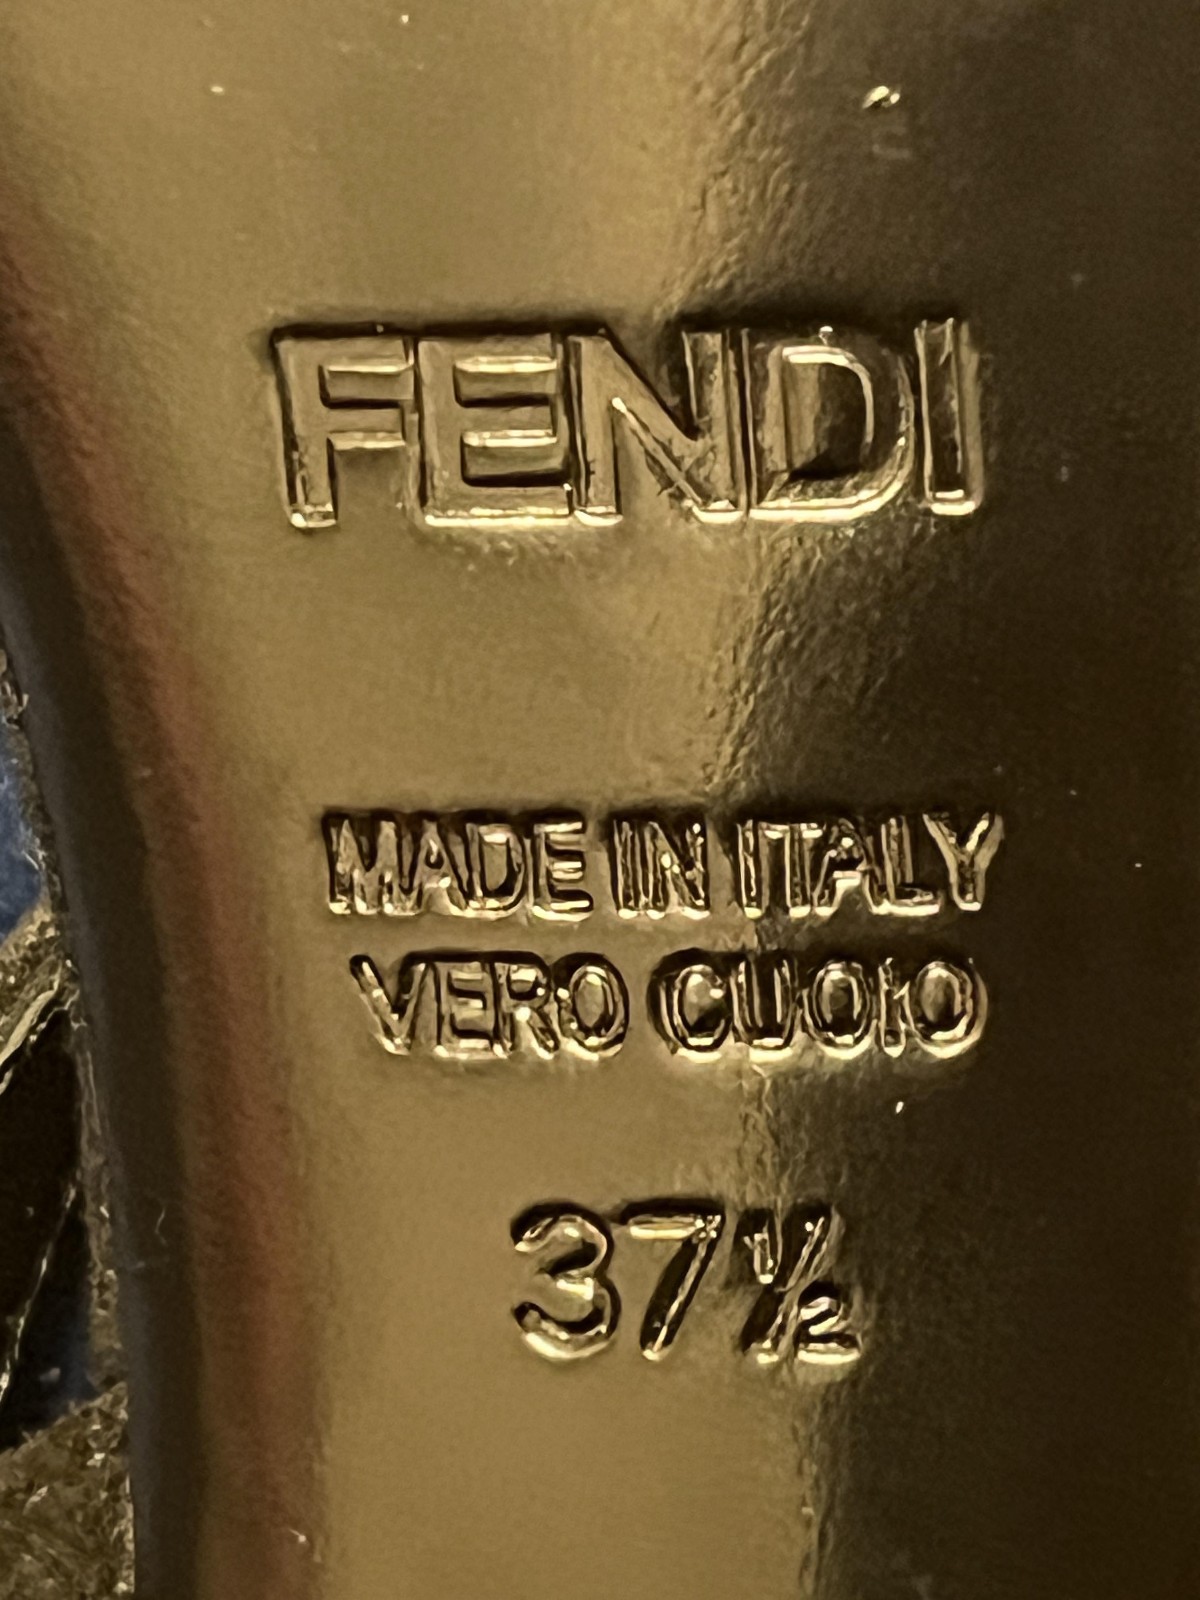 FENDI
MADE IN ITALY
VERO CUOIO
37½